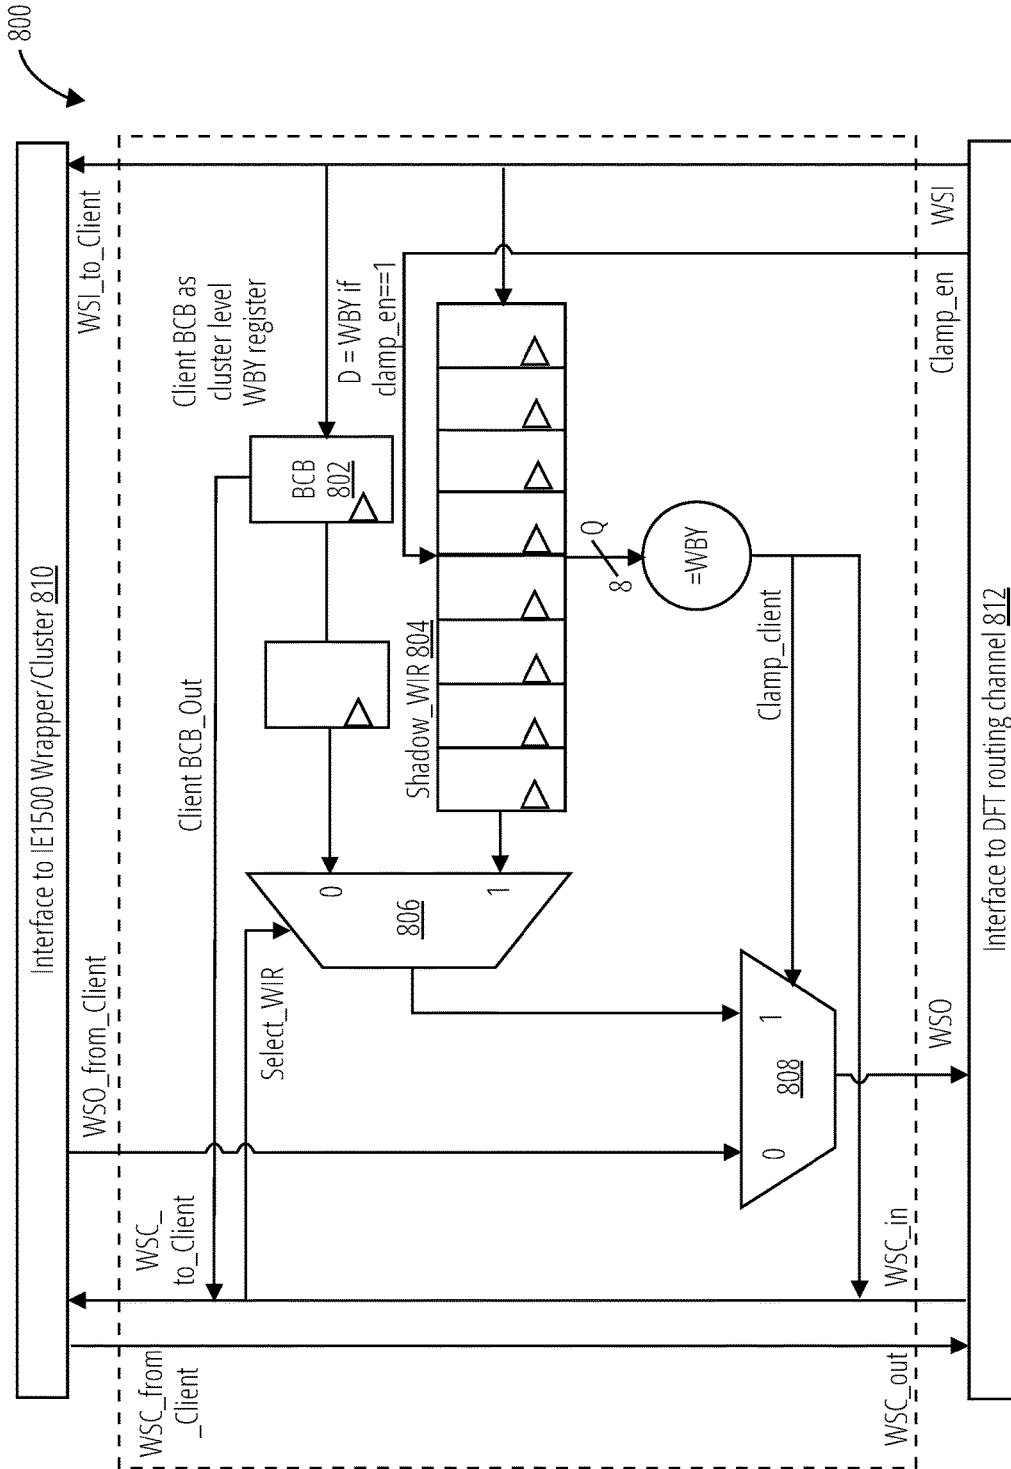 800
Interface to IE1500 Wrapper/Cluster 810
WSC_from
_Client
WSC_
to_Client
WSO_from_Client
WSI_to_Client
Client BCB_Out
Client BCB as
cluster level
WBY register
BCB
802
Select_WIR
0
1
806
D = WBY if
clamp_en==1
Shadow_WIR 804
8
Q
=WBY
Clamp_client
0
1
808
WSC_out
WSC_in
WSO
Clamp_en
WSI
Interface to DFT routing channel 812